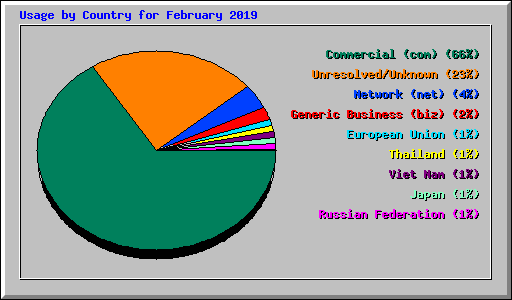 Usage by Country for February 2019
Commercial (com) (66%)
Unresolved/Unknown (23%)
Network (net) (4%)
Generic Business (biz) (2%)
European Union (1%)
Thailand (1%)
Viet Nam (1%)
Japan (1%)
Russian Federation (1%)